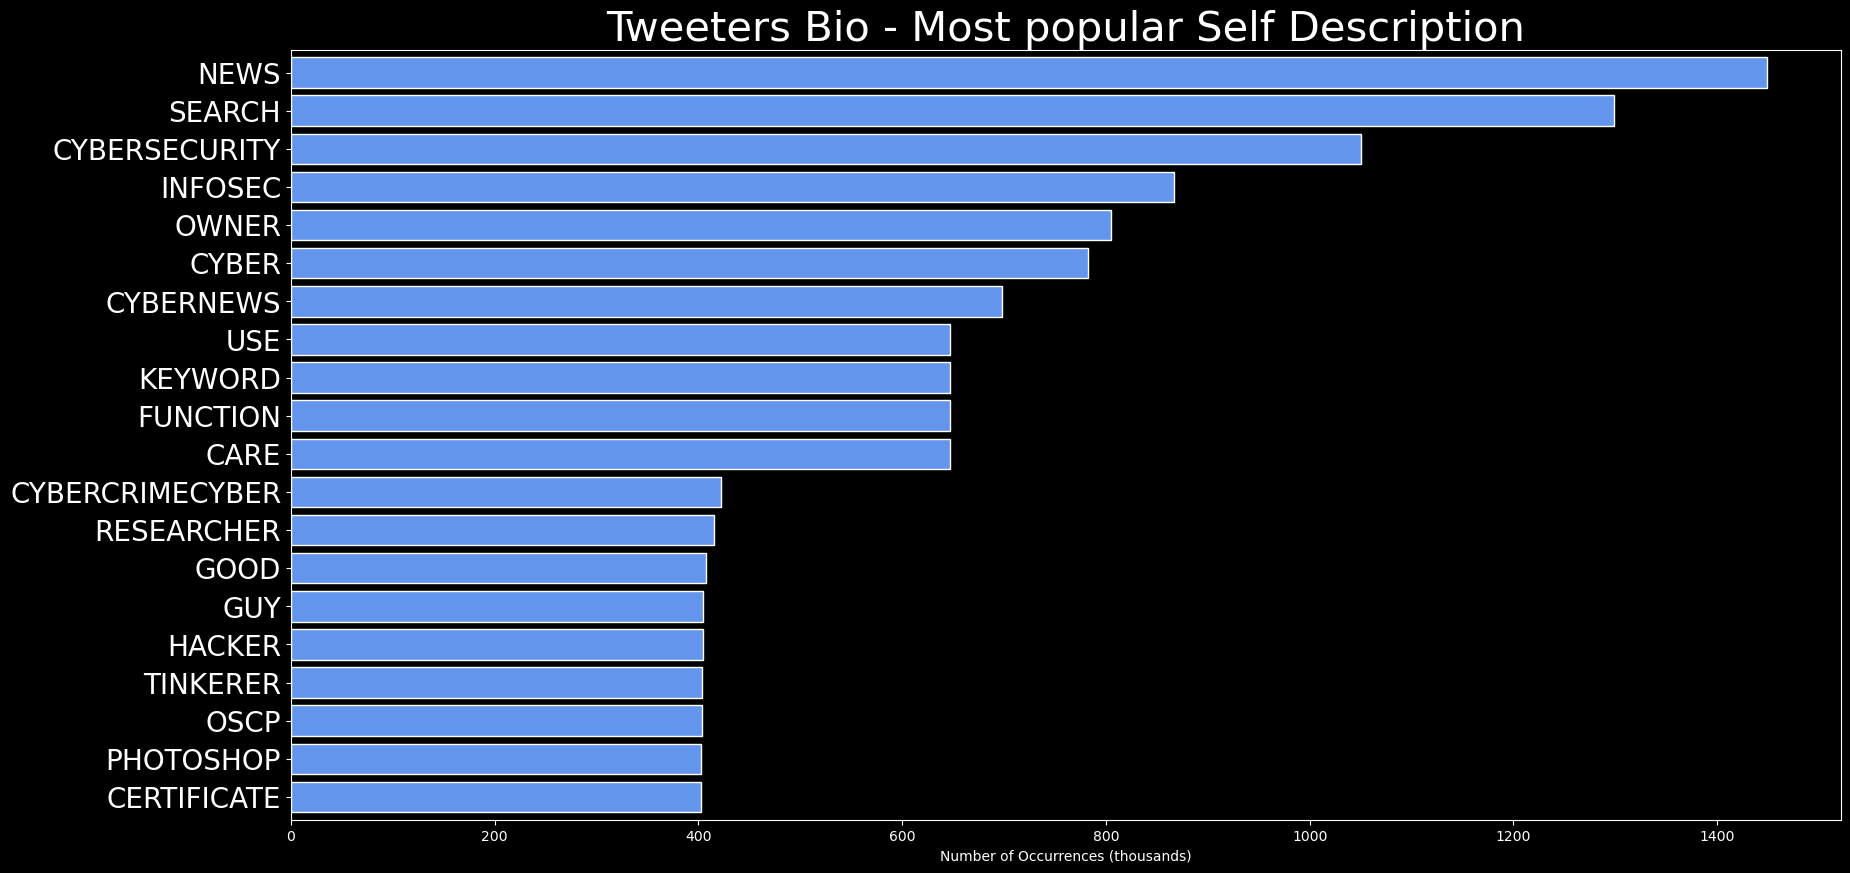 Tweeters Bio - Most popular Self Description
NEWS
SEARCH
CYBERSECURITY
INFOSEC
OWNER
CYBER
CYBERNEWS
USE
KEYWORD
FUNCTION
CARE
CYBERCRIMECYBER
RESEARCHER
GOOD
GUY
HACKER
TINKERER
OSCP
PHOTOSHOP
CERTIFICATE
0 200 400 600 800 1000 1200 1400
Number of Occurrences (thousands)